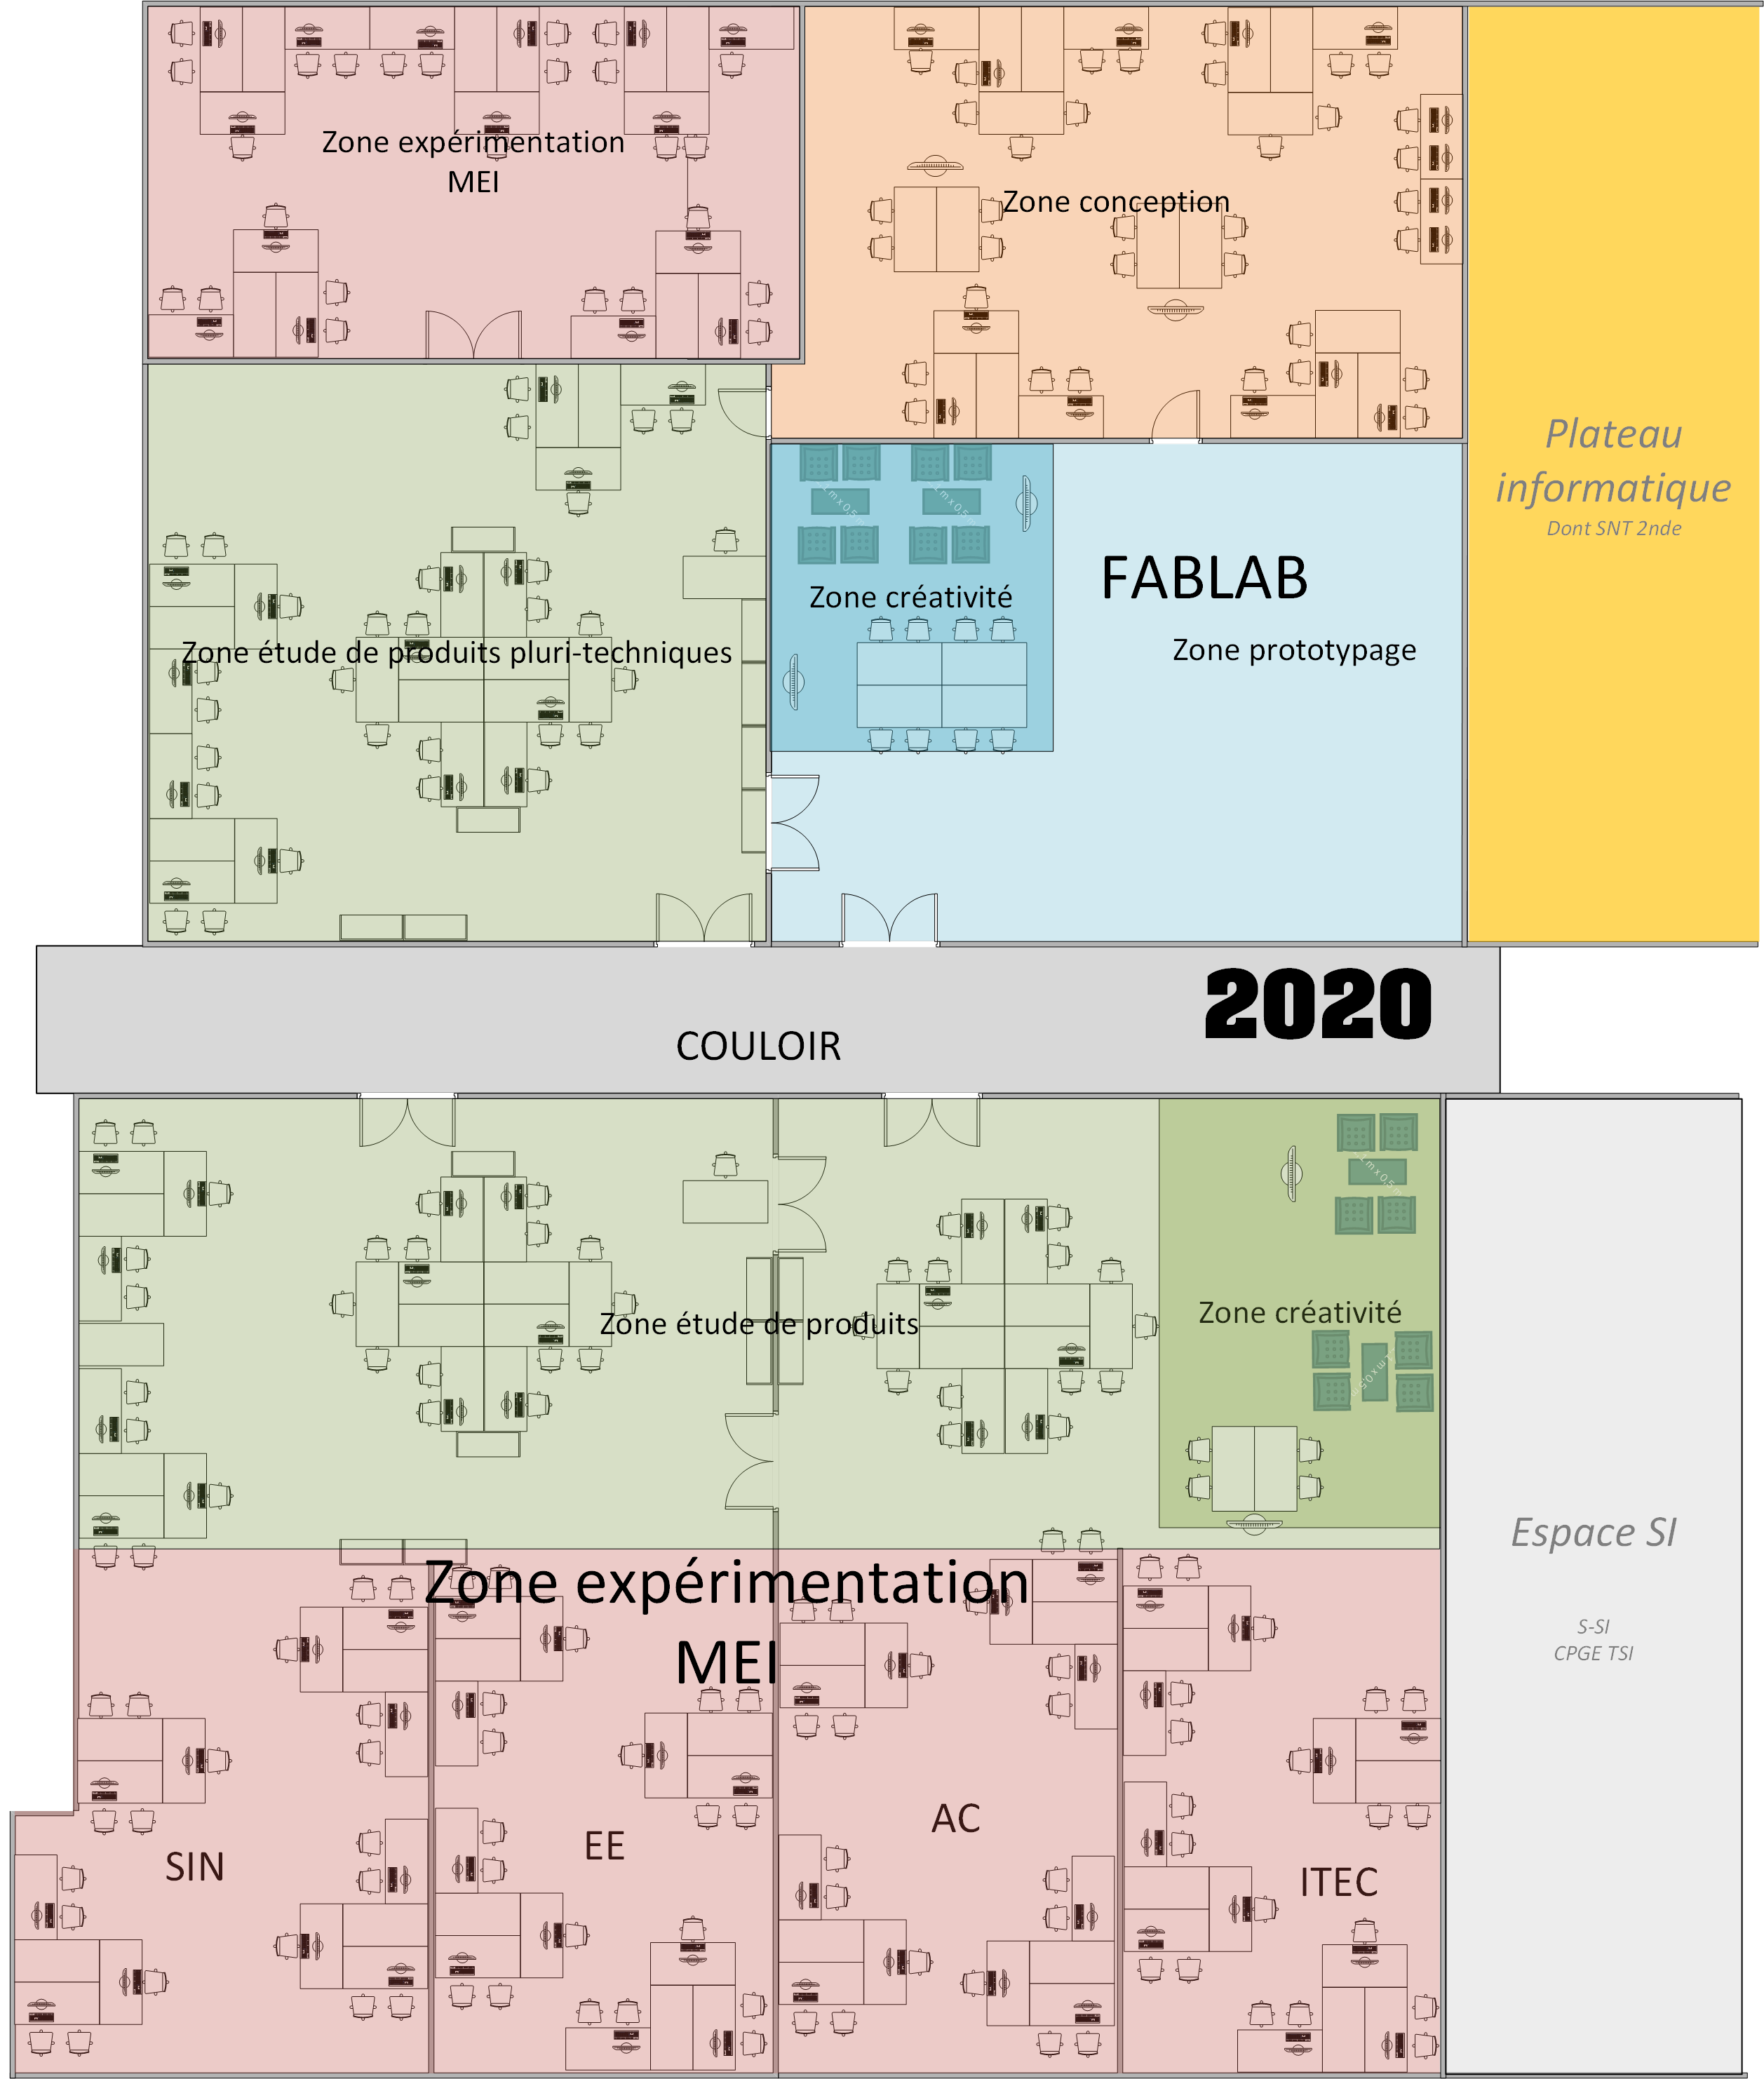 Zone expérimentation
MEI
Zone conception
Plateau
informatique
Dont SNT 2nde
FABLAB
Zone créativité
Zone prototypage
Zone étude de produits pluri-techniques
2020
COULOIR
Zone étude de produits
Zone créativité
Espace SI
S-SI
CPGE TSI
Zone expérimentation
MEI
SIN
EE
AC
ITEC